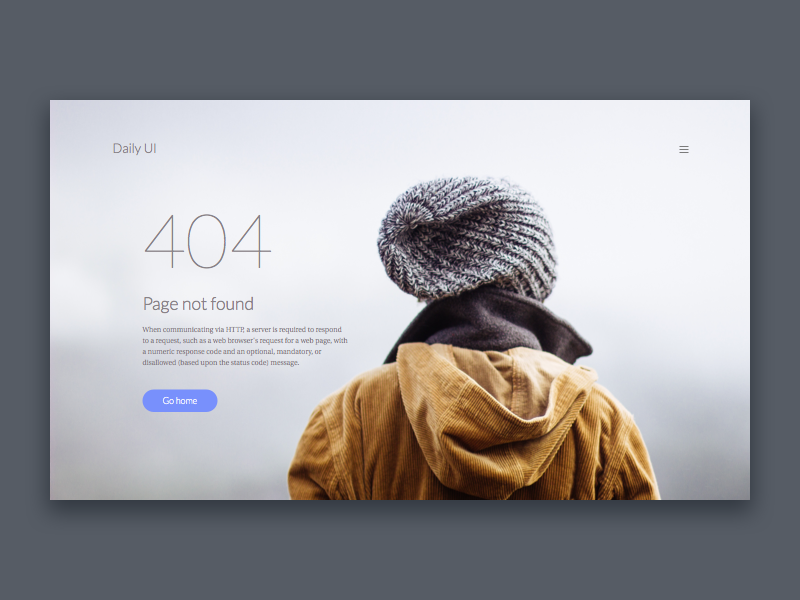 Daily UI
404
Page not found
When communicating via HTTP, a server is required to respond
to a request, such as a web browser's request for a web page, with
a numeric response code and an optional, mandatory, or
disallowed (based upon the status code) message.
Go home